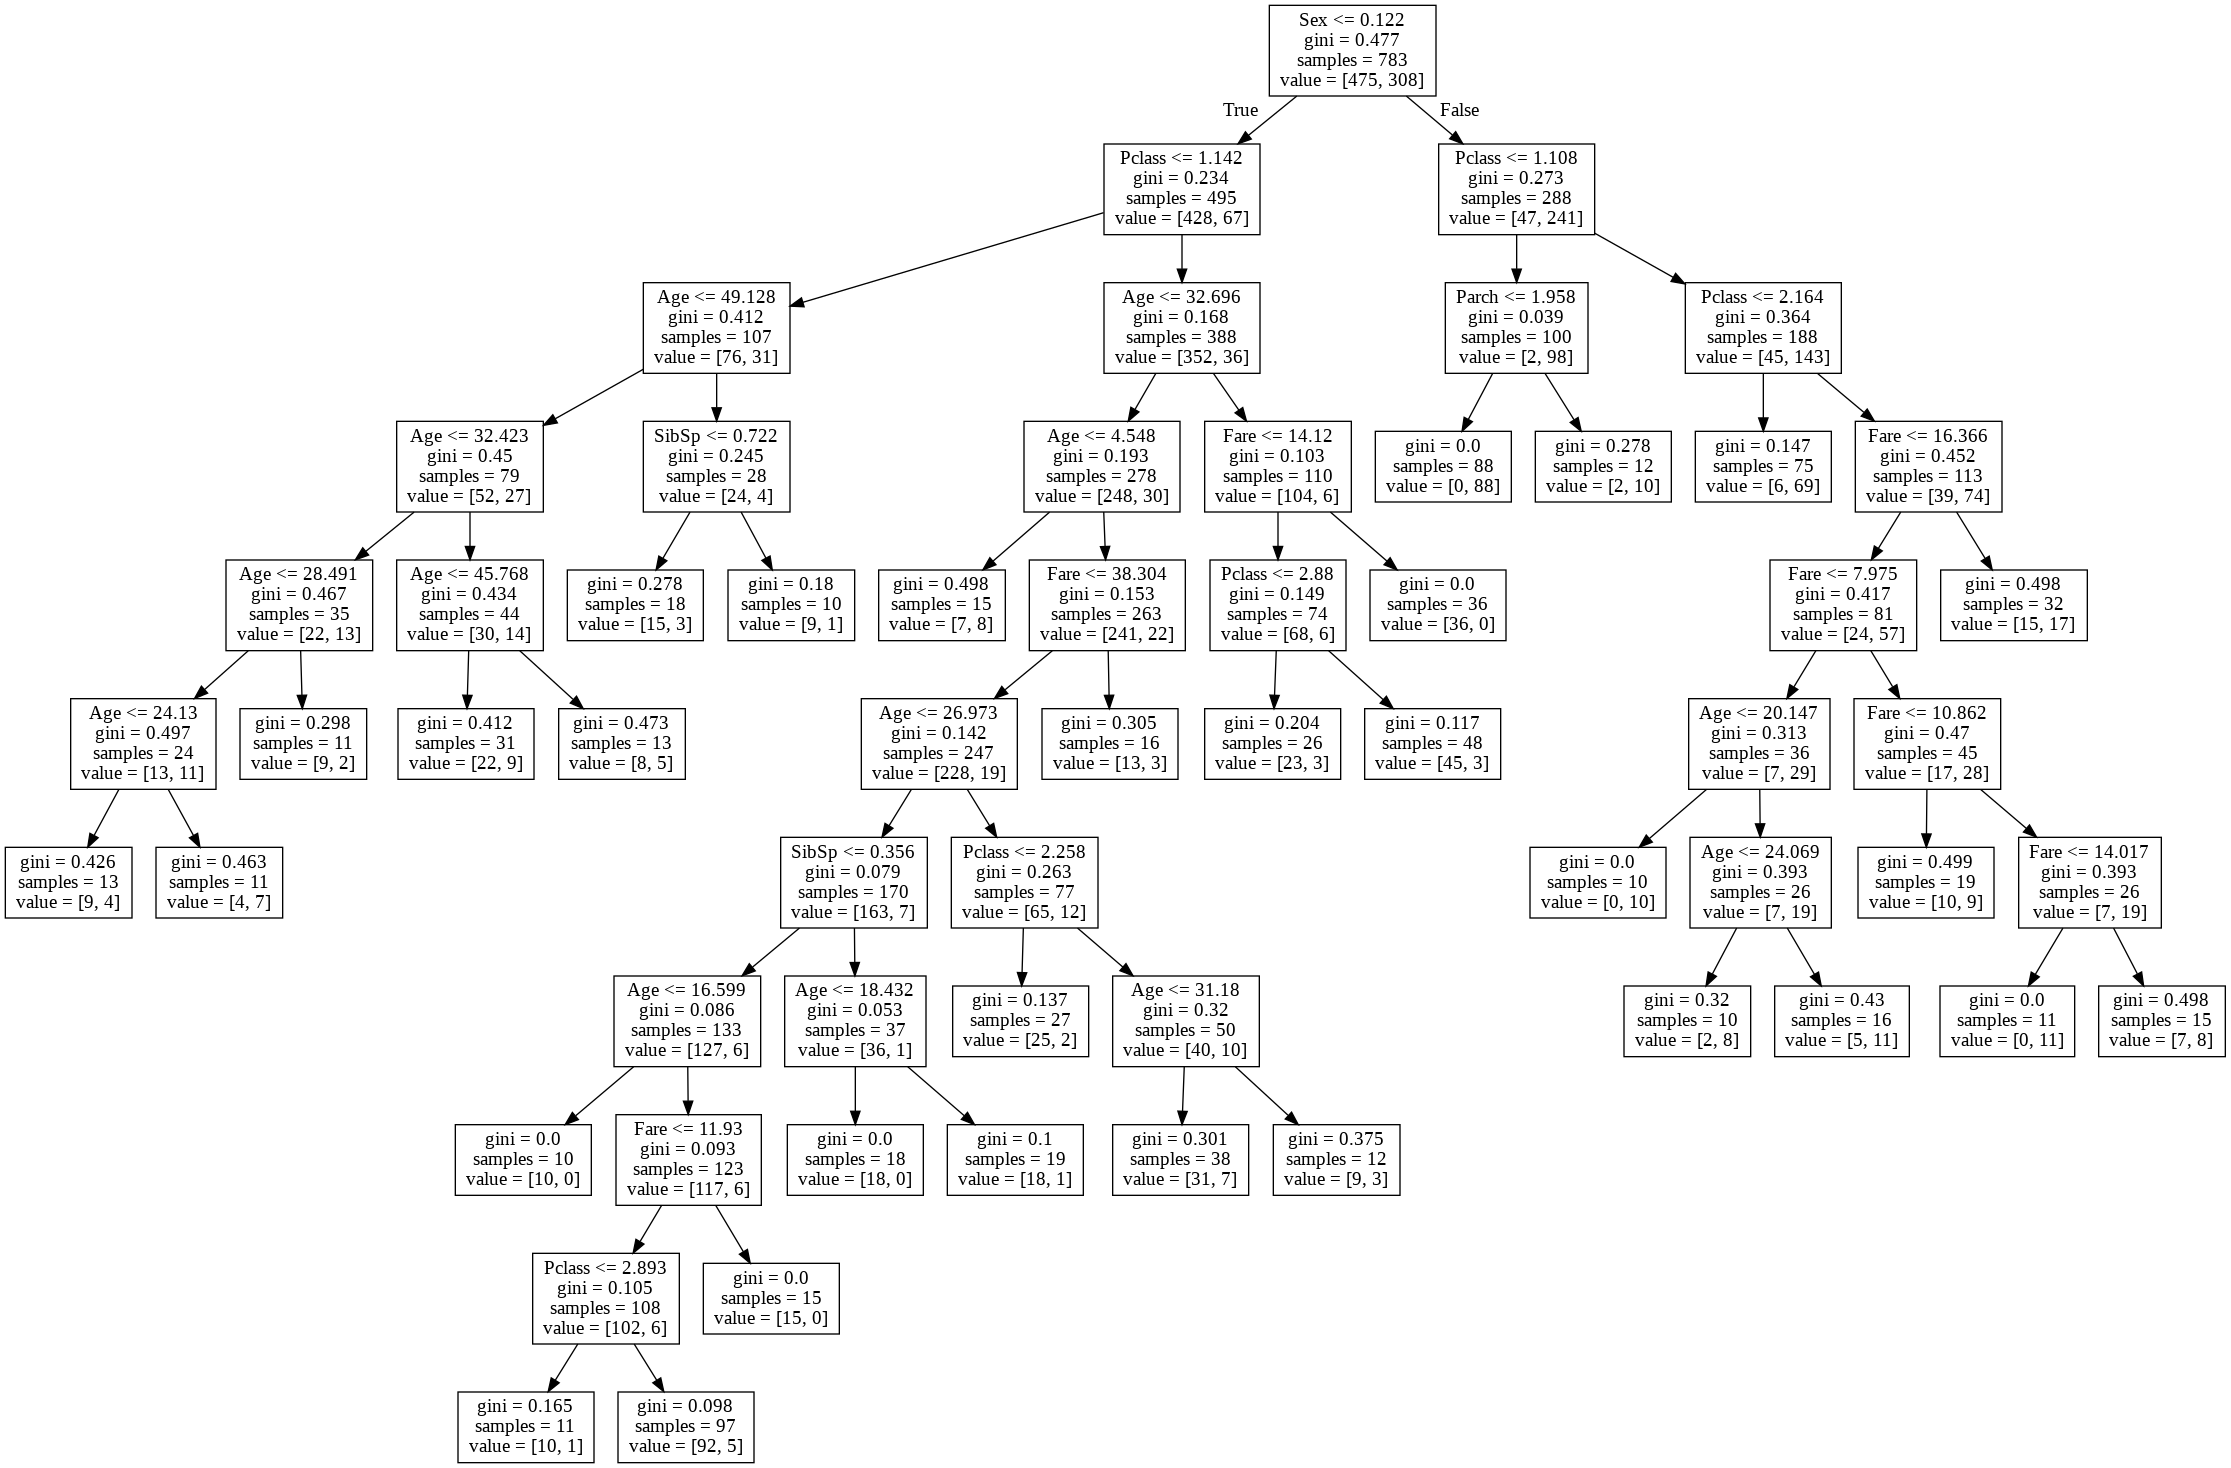 Sex <= 0.122
gini = 0.477
samples = 783
value = [475, 308]
True
False
Pclass <= 1.142
gini = 0.234
samples = 495
value = [428, 67]
Pclass <= 1.108
gini = 0.273
samples = 288
value = [47, 241]
Age <= 49.128
gini = 0.412
samples = 107
value = [76, 31]
Age <= 32.696
gini = 0.168
samples = 388
value = [352, 36]
Parch <= 1.958
gini = 0.039
samples = 100
value = [2, 98]
Pclass <= 2.164
gini = 0.364
samples = 188
value = [45, 143]
Age <= 32.423
gini = 0.45
samples = 79
value = [52, 27]
SibSp <= 0.722
gini = 0.245
samples = 28
value = [24, 4]
Age <= 4.548
gini = 0.193
samples = 278
value = [248, 30]
Fare <= 14.12
gini = 0.103
samples = 110
value = [104, 6]
gini = 0.0
samples = 88
value = [0, 88]
gini = 0.278
samples = 12
value = [2, 10]
gini = 0.147
samples = 75
value = [6, 69]
Fare <= 16.366
gini = 0.452
samples = 113
value = [39, 74]
Age <= 28.491
gini = 0.467
samples = 35
value = [22, 13]
Age <= 45.768
gini = 0.434
samples = 44
value = [30, 14]
gini = 0.278
samples = 18
value = [15, 3]
gini = 0.18
samples = 10
value = [9, 1]
gini = 0.498
samples = 15
value = [7, 8]
Fare <= 38.304
gini = 0.153
samples = 263
value = [241, 22]
Pclass <= 2.88
gini = 0.149
samples = 74
value = [68, 6]
gini = 0.0
samples = 36
value = [36, 0]
Fare <= 7.975
gini = 0.417
samples = 81
value = [24, 57]
gini = 0.498
samples = 32
value = [15, 17]
Age <= 24.13
gini = 0.497
samples = 24
value = [13, 11]
gini = 0.298
samples = 11
value = [9, 2]
gini = 0.412
samples = 31
value = [22, 9]
gini = 0.473
samples = 13
value = [8, 5]
Age <= 26.973
gini = 0.142
samples = 247
value = [228, 19]
gini = 0.305
samples = 16
value = [13, 3]
gini = 0.204
samples = 26
value = [23, 3]
gini = 0.117
samples = 48
value = [45, 3]
Age <= 20.147
gini = 0.313
samples = 36
value = [7, 29]
Fare <= 10.862
gini = 0.47
samples = 45
value = [17, 28]
gini = 0.426
samples = 13
value = [9, 4]
gini = 0.463
samples = 11
value = [4, 7]
SibSp <= 0.356
gini = 0.079
samples = 170
value = [163, 7]
Pclass <= 2.258
gini = 0.263
samples = 77
value = [65, 12]
gini = 0.0
samples = 10
value = [0, 10]
Age <= 24.069
gini = 0.393
samples = 26
value = [7, 19]
gini = 0.499
samples = 19
value = [10, 9]
Fare <= 14.017
gini = 0.393
samples = 26
value = [7, 19]
Age <= 16.599
gini = 0.086
samples = 133
value = [127, 6]
Age <= 18.432
gini = 0.053
samples = 37
value = [36, 1]
gini = 0.137
samples = 27
value = [25, 2]
Age <= 31.18
gini = 0.32
samples = 50
value = [40, 10]
gini = 0.32
samples = 10
value = [2, 8]
gini = 0.43
samples = 16
value = [5, 11]
gini = 0.0
samples = 11
value = [0, 11]
gini = 0.498
samples = 15
value = [7, 8]
gini = 0.0
samples = 10
value = [10, 0]
Fare <= 11.93
gini = 0.093
samples = 123
value = [117, 6]
gini = 0.0
samples = 18
value = [18, 0]
gini = 0.1
samples = 19
value = [18, 1]
gini = 0.301
samples = 38
value = [31, 7]
gini = 0.375
samples = 12
value = [9, 3]
Pclass <= 2.893
gini = 0.105
samples = 108
value = [102, 6]
gini = 0.0
samples = 15
value = [15, 0]
gini = 0.165
samples = 11
value = [10, 1]
gini = 0.098
samples = 97
value = [92, 5]